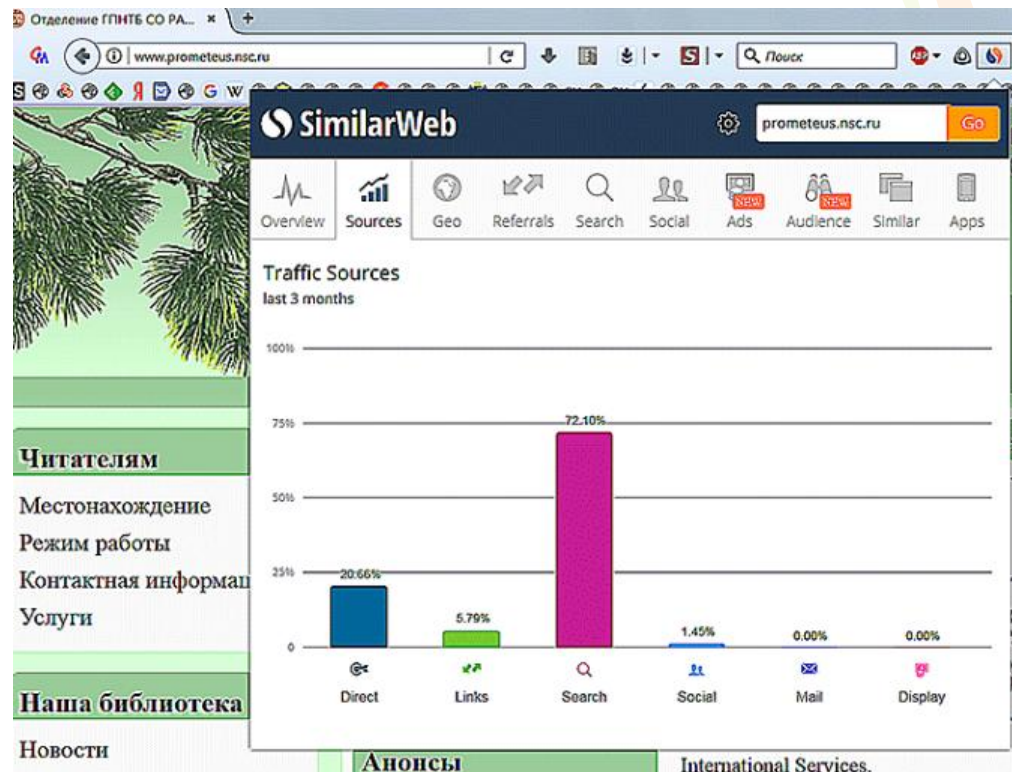 Отделение ГПНТБ СО РА...
www.prometeus.nsc.ru
Поиск
SimilarWeb
prometeus.nsc.ru
Go
Overview
Sources
Geo
Referrals
Search
Social
NEW
Ads
NEW
Audience
Similar
Apps
Traffic Sources
last 3 months
100%
75%
72.10%
50%
25%
20.66%
5.79%
1.45%
0.00%
0.00%
0
Direct
Links
Search
Social
Mail
Display
Читателям
Местонахождение
Режим работы
Контактная информац
Услуги
Наша библиотека
Новости
Анонсы
International Services,